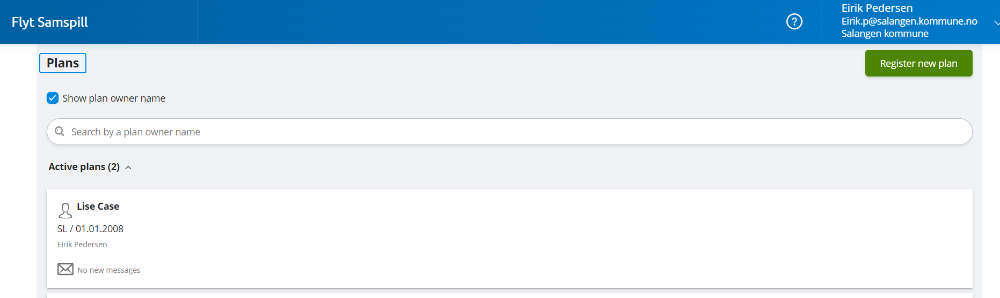 Flyt Samspill
?
Eirik Pedersen
Eirik.p@salangen.kommune.no
Salangen kommune
Plans
Register new plan
Show plan owner name
Search by a plan owner name
Active plans (2)
Lise Case
SL / 01.01.2008
Eirik Pedersen
No new messages